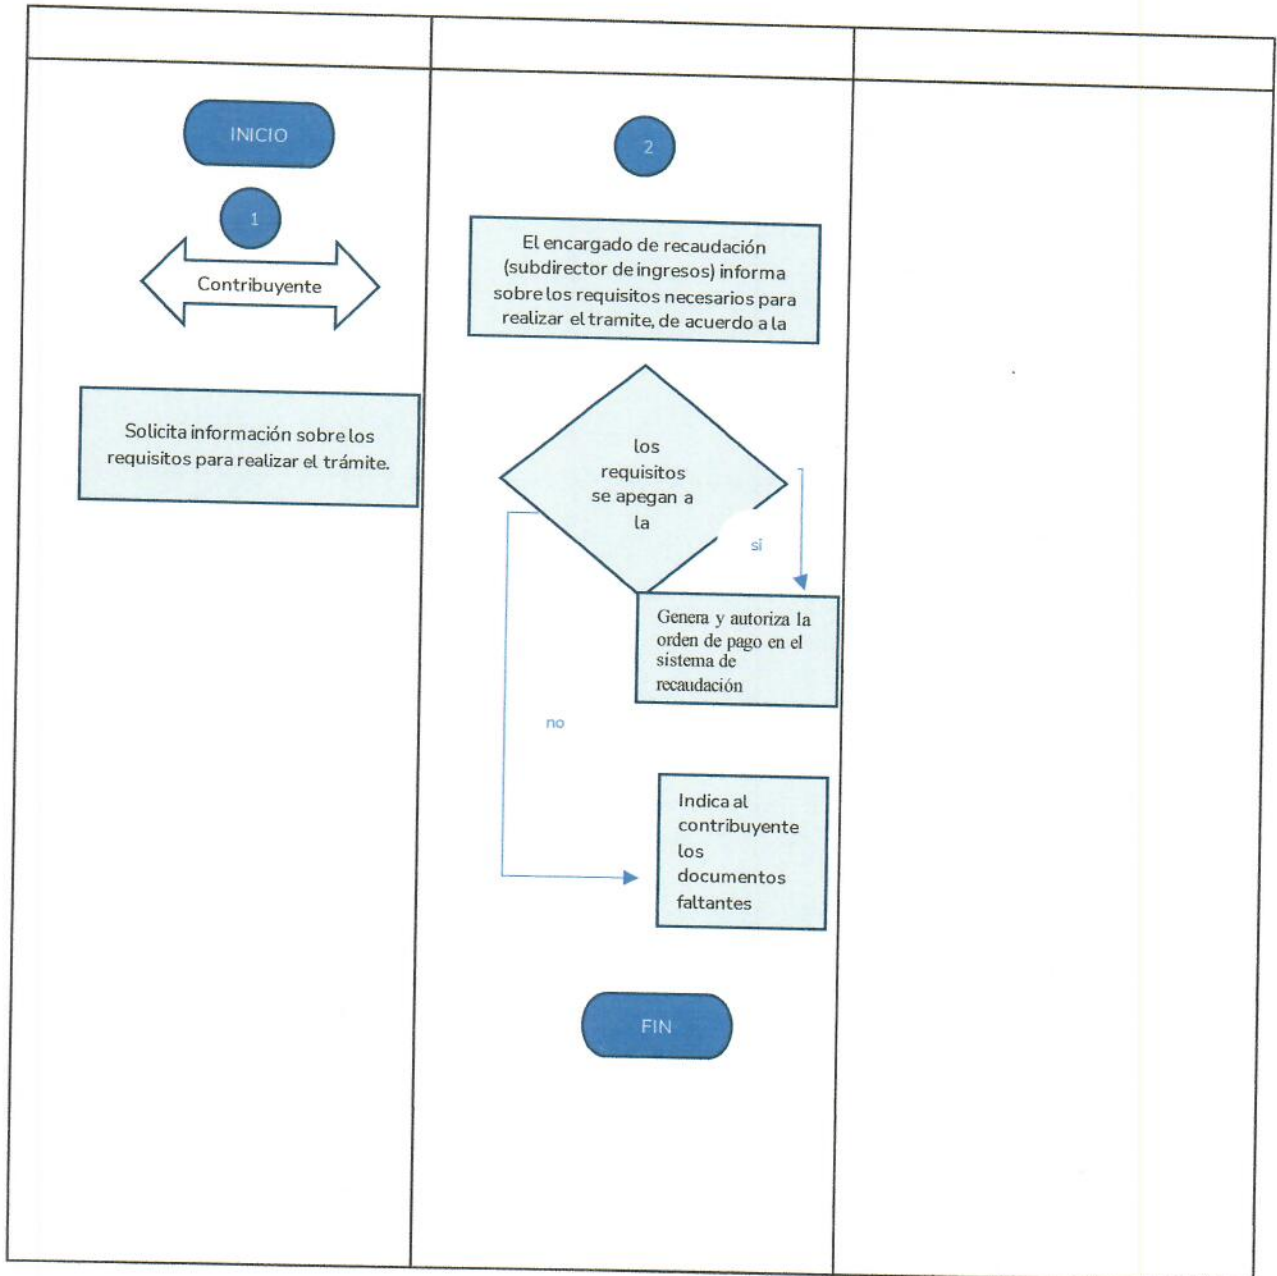 INICIO
1
Contribuyente
Solicita información sobre los
requisitos para realizar el trámite.
2
El encargado de recaudación
(subdirector de ingresos) informa
sobre los requisitos necesarios para
realizar el tramite, de acuerdo a la
los
requisitos
se apegan a
la
si
Genera y autoriza la
orden de pago en el
sistema de
recaudación
no
Indica al
contribuyente
los
documentos
faltantes
FIN